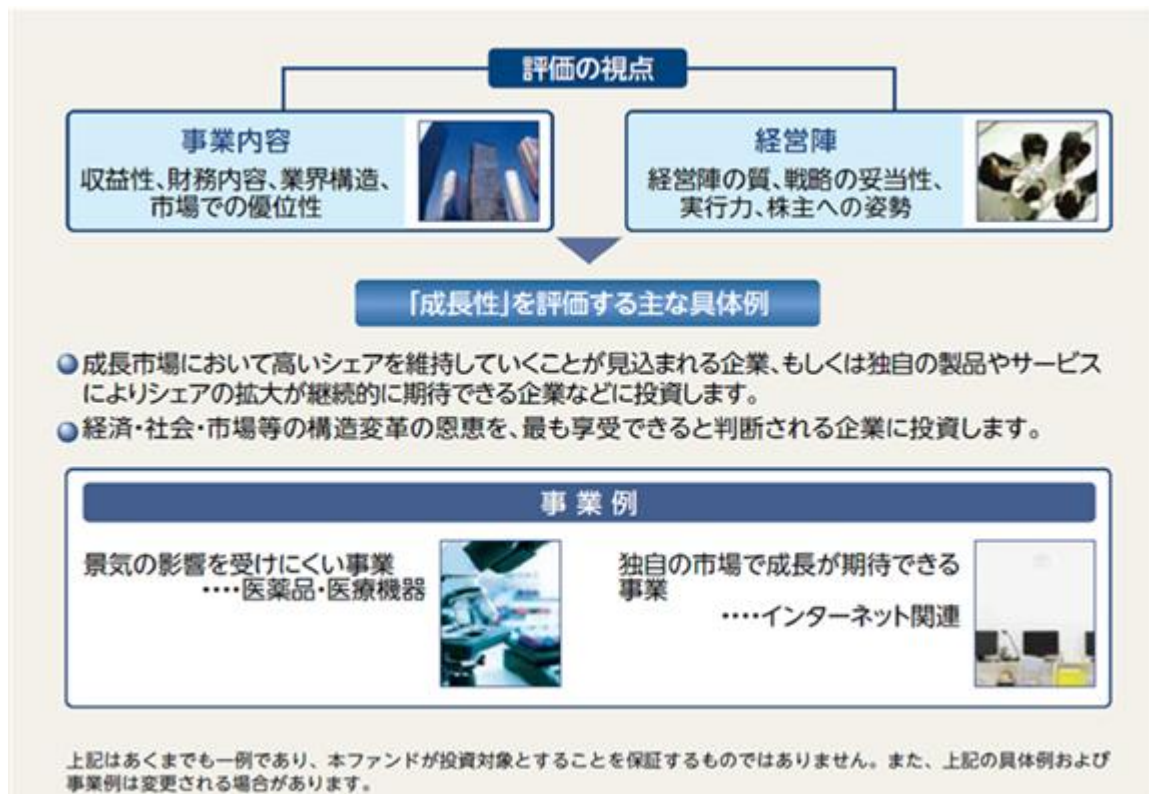 評価の視点
事業内容
収益性、財務内容、業界構造、
市場での優位性
経営陣
経営陣の質、戦略の妥当性、
実行力、株主への姿勢
「成長性」を評価する主な具体例
成長市場において高いシェアを維持していくことが見込まれる企業、もしくは独自の製品やサービス
によりシェアの拡大が継続的に期待できる企業などに投資します。
経済・社会・市場等の構造変革の恩恵を、最も享受できると判断される企業に投資します。
事業例
景気の影響を受けにくい事業
‥‥医薬品・医療機器
独自の市場で成長が期待できる
事業
‥‥インターネット関連
上記はあくまでも一例であり、本ファンドが投資対象とすることを保証するものではありません。また、上記の具体例および
事業例は変更される場合があります。